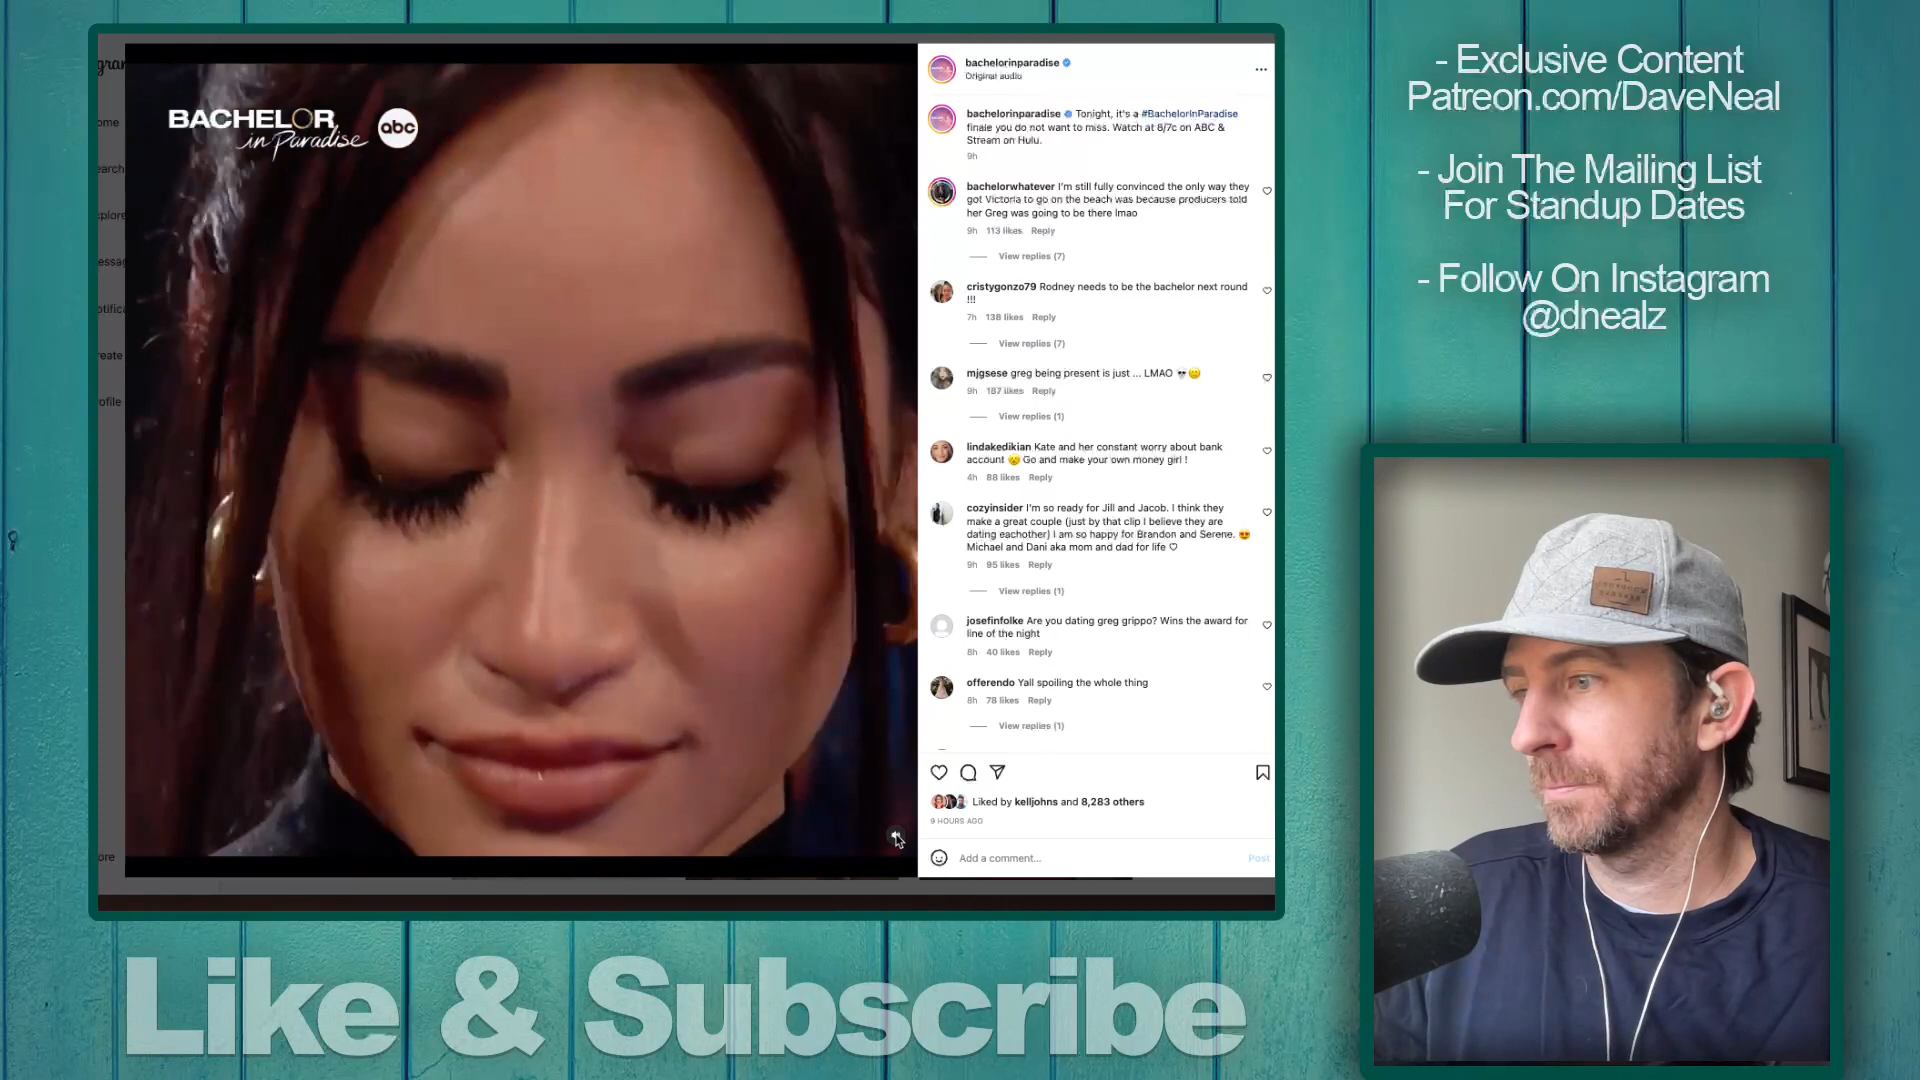 BACHELOR
in Paradise
abc
gram
ome
earch
xplore
essag
otifica
reate
rofile
ore
bachelorinparadise
Original audio
bachelorinparadise Tonight, it's a #BachelorInParadise
finale you do not want to miss. Watch at 8/7c on ABC &
Stream on Hulu.
9h
bachelorwhatever I'm still fully convinced the only way they
got Victoria to go on the beach was because producers told
her Greg was going to be there lmao
9h 113 likes Reply
View replies (7)
cristygonzo79 Rodney needs to be the bachelor next round
!!!
7h 138 likes Reply
View replies (7)
mjgsese greg being present is just ... LMAO 💀🙂
9h 187 likes Reply
View replies (1)
lindakedikian Kate and her constant worry about bank
account 😢 Go and make your own money girl !
4h 88 likes Reply
cozyinsider I'm so ready for Jill and Jacob. I think they
make a great couple (just by that clip I believe they are
dating eachother) I am so happy for Brandon and Serene. 😍
Michael and Dani aka mom and dad for life ♡
9h 95 likes Reply
View replies (1)
josefinfolke Are you dating greg grippo? Wins the award for
line of the night
8h 40 likes Reply
offerendo Yall spoiling the whole thing
8h 78 likes Reply
View replies (1)
Liked by kelljohns and 8,283 others
9 HOURS AGO
Add a comment...
Post
- Exclusive Content
Patreon.com/DaveNeal
- Join The Mailing List
For Standup Dates
- Follow On Instagram
@dnealz
Like & Subscribe